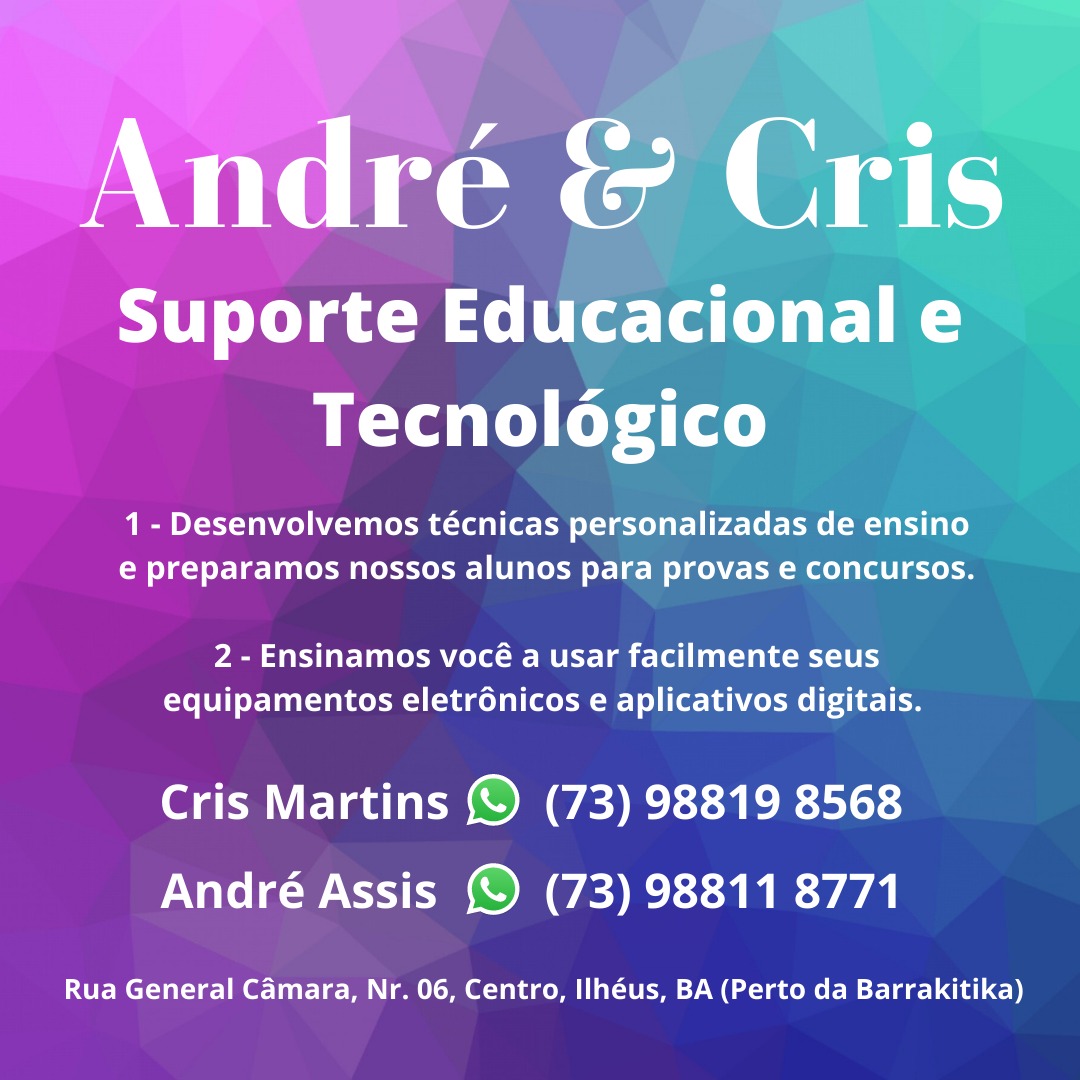 André & Cris
Suporte Educacional e
Tecnológico
1 - Desenvolvemos técnicas personalizadas de ensino
e preparamos nossos alunos para provas e concursos.
2 - Ensinamos você a usar facilmente seus
equipamentos eletrônicos e aplicativos digitais.
Cris Martins (73) 98819 8568
André Assis (73) 98811 8771
Rua General Câmara, Nr. 06, Centro, Ilhéus, BA (Perto da Barrakitika)